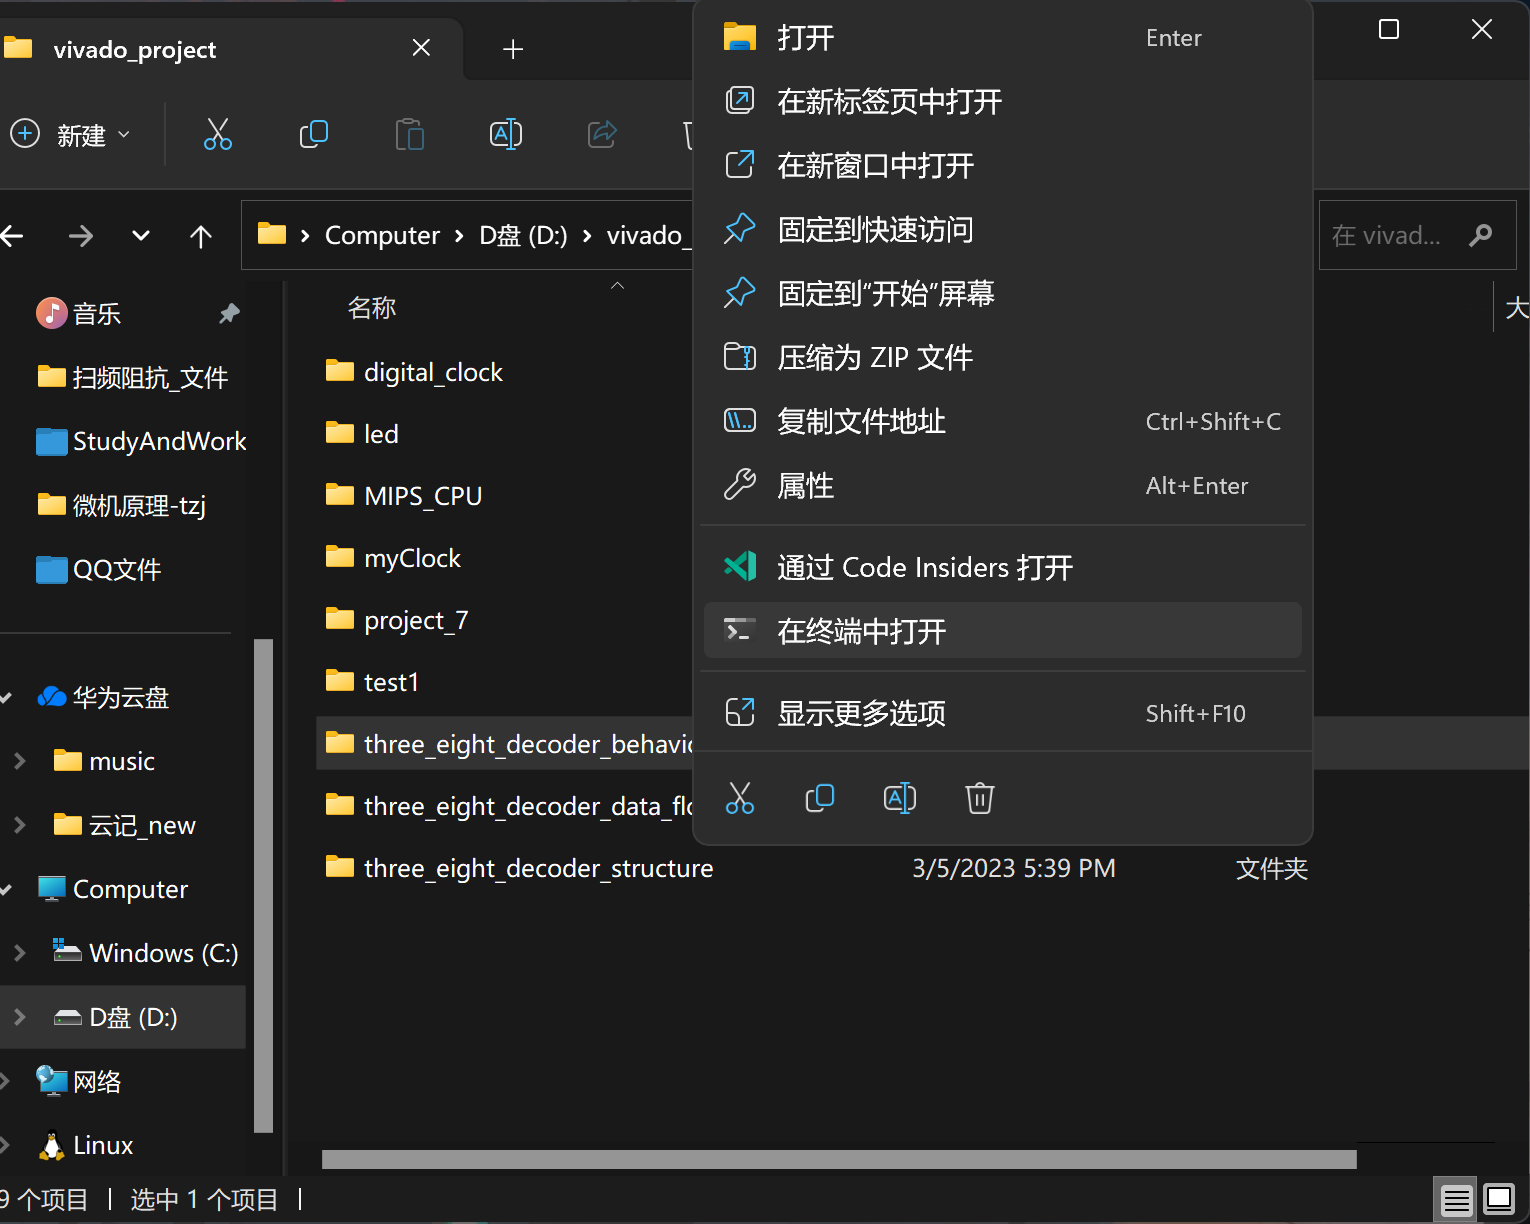 vivado_project
新建
Computer
D盘 (D:)
vivado_
在 vivad...
音乐
扫频阻抗_文件
StudyAndWork
微机原理-tzj
QQ文件
华为云盘
music
云记_new
Computer
Windows (C:)
D盘 (D:)
网络
Linux
名称
大
digital_clock
led
MIPS_CPU
myClock
project_7
test1
three_eight_decoder_behavio
three_eight_decoder_data_flo
three_eight_decoder_structure 3/5/2023 5:39 PM 文件夹
打开 Enter
在新标签页中打开
在新窗口中打开
固定到快速访问
固定到“开始”屏幕
压缩为 ZIP 文件
复制文件地址 Ctrl+Shift+C
属性 Alt+Enter
通过 Code Insiders 打开
在终端中打开
显示更多选项 Shift+F10
9 个项目 选中 1 个项目